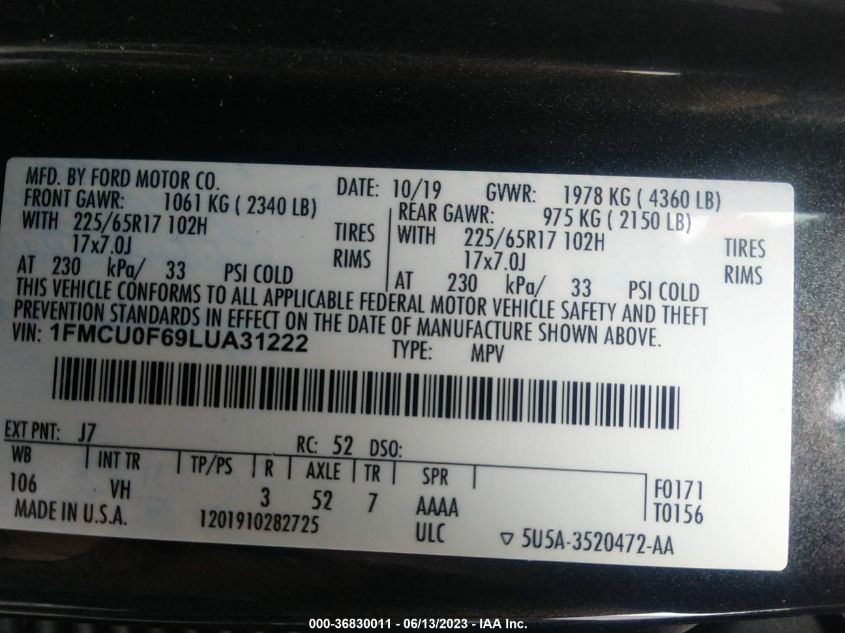 MFD. BY FORD MOTOR CO. DATE: 10/19 GVWR: 1978 KG ( 4360 LB)
FRONT GAWR: 1061 KG ( 2340 LB) REAR GAWR: 975 KG ( 2150 LB)
WITH 225/65R17 102H TIRES WITH 225/65R17 102H TIRES
17x7.0J RIMS 17x7.0J RIMS
AT 230 kPa/ 33 PSI COLD AT 230 kPa/ 33 PSI COLD
THIS VEHICLE CONFORMS TO ALL APPLICABLE FEDERAL MOTOR VEHICLE SAFETY AND THEFT
PREVENTION STANDARDS IN EFFECT ON THE DATE OF MANUFACTURE SHOWN ABOVE.
VIN: 1FMCU0F69LUA31222 TYPE: MPV
EXT PNT: J7 RC: 52 DSO:
WB INT TR TP/PS R AXLE TR SPR
106 VH 3 52 7 AAAA F0171
MADE IN U.S.A. 1201910282725 ULC T0156
▽ 5U5A-3520472-AA
000-36830011 - 06/13/2023 - IAA Inc.